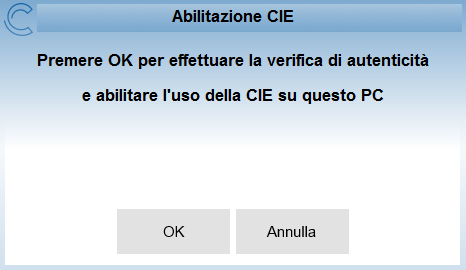 Abilitazione CIE
Premere OK per effettuare la verifica di autenticità
e abilitare l'uso della CIE su questo PC
OK
Annulla